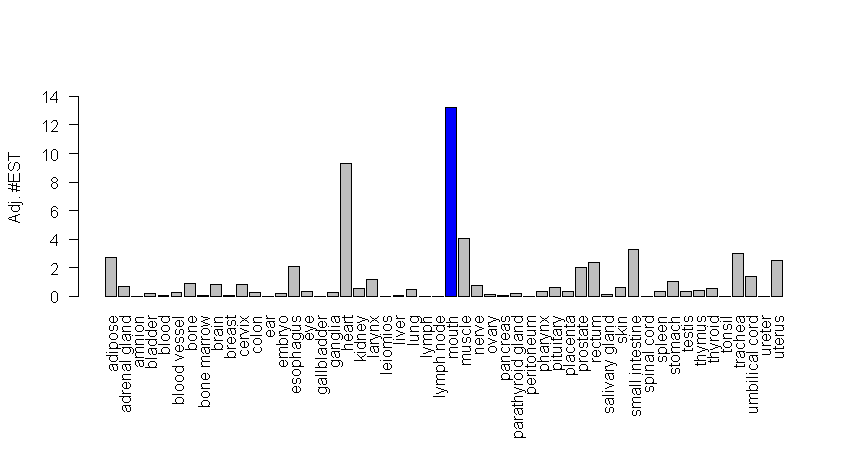 Adj. #EST
14
12
10
8
6
4
2
0
adipose
adrenal gland
amnion
bladder
blood
blood vessel
bone
bone marrow
brain
breast
cervix
colon
ear
embryo
esophagus
eye
gallbladder
ganglia
heart
kidney
larynx
leiomios
liver
lung
lymph
lymph node
mouth
muscle
nerve
ovary
pancreas
parathyroid gland
peritoneum
pharynx
pituitary
placenta
prostate
rectum
salivary gland
skin
small intestine
spinal cord
spleen
stomach
testis
thymus
thyroid
tonsil
trachea
umbilical cord
ureter
uterus